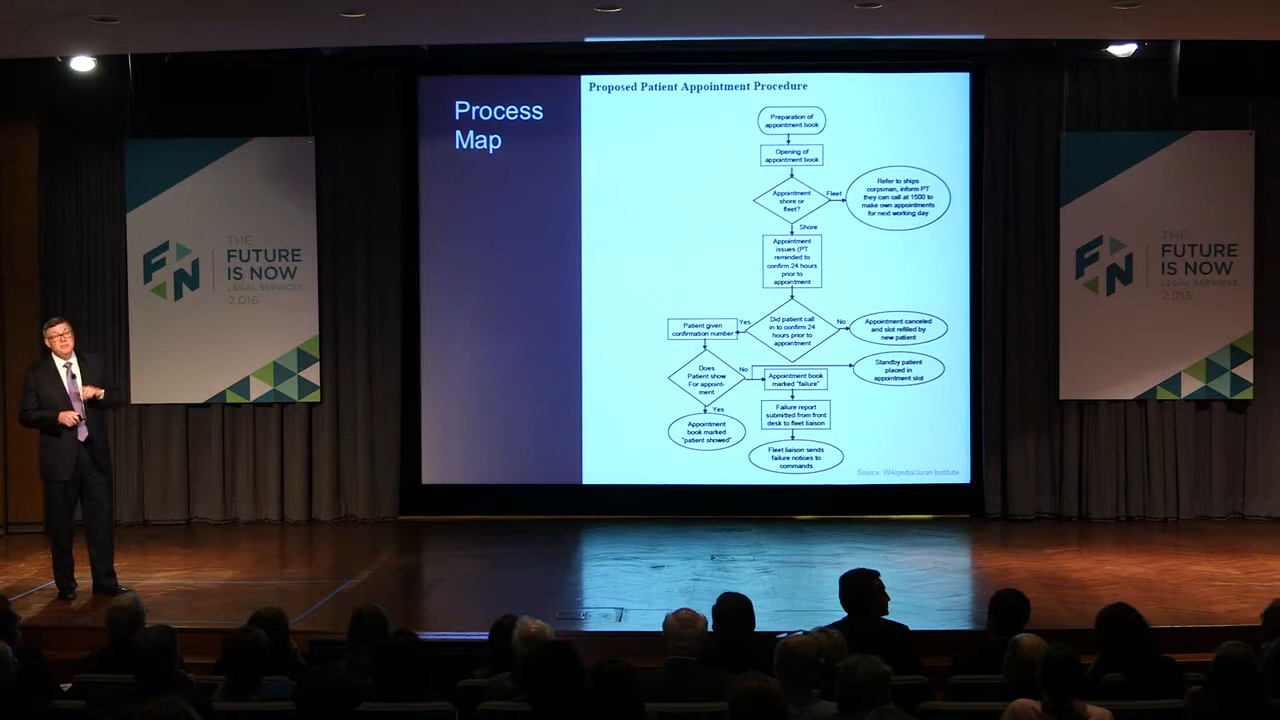 Process
Map
Proposed Patient Appointment Procedure
Preparation of
appointment book
Opening of
appointment book
Appointment
shore or
fleet?
Fleet
Refer to ships
corpsman, inform PT
they can call at 1500 to
make own appointments
for next working day
Shore
Appointment
issues (PT
reminded to
confirm 24 hours
prior to
appointment
Did patient call
in to confirm 24
hours prior to
appointment
Yes
No
Patient given
confirmation number
Appointment canceled
and slot refilled by
new patient
Does
Patient show
For appoint-
ment
No
Standby patient
placed in
appointment slot
Appointment book
marked "failure"
Yes
Appointment
book marked
"patient showed"
Failure report
submitted from front
desk to fleet liaison
Fleet liaison sends
failure notices to
commands
Source: Wikipedia/Juran Institute
FN
THE
FUTURE
IS NOW
LEGAL SERVICES
2.016
FN
THE
FUTURE
IS NOW
LEGAL SERVICES
2.016